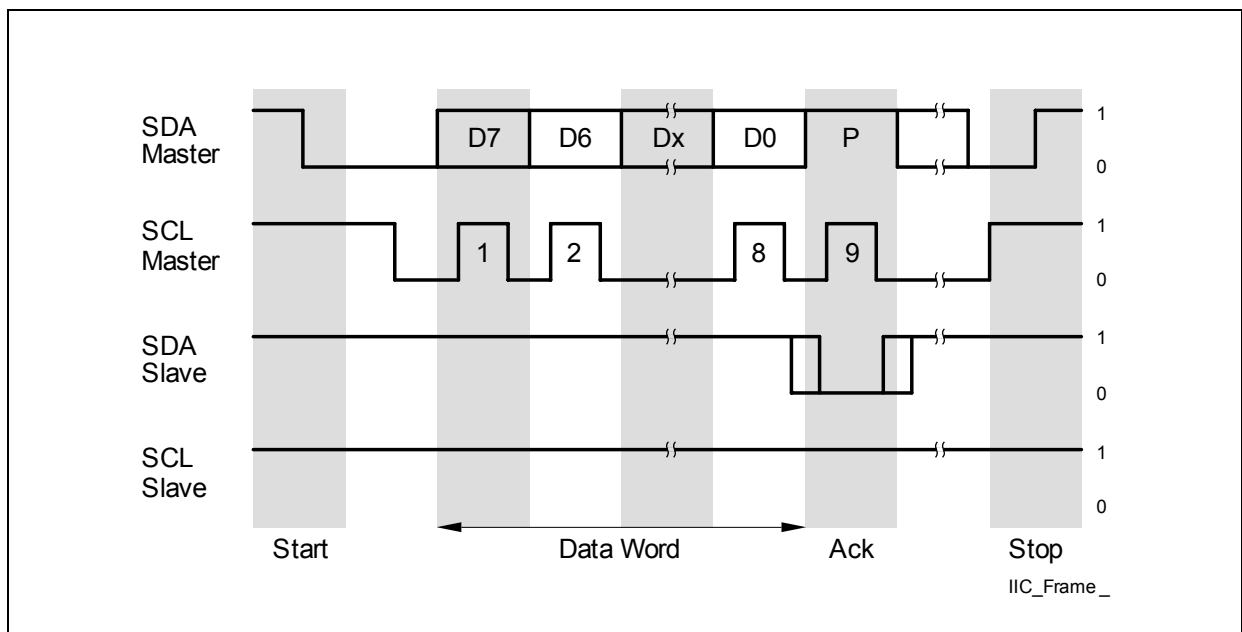 SDA
Master
D7 D6 Dx D0 P
1
0
SCL
Master
1 2 8 9
1
0
SDA
Slave
1
0
SCL
Slave
1
0
Start Data Word Ack Stop
IIC_Frame _